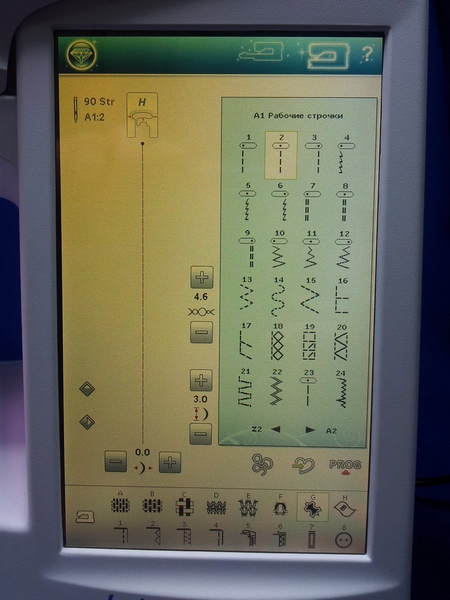 ?
90 Str
A1:2
H
A1 Рабочие строчки
1 2 3 4
5 6 7 8
9 10 11 12
13 14 15 16
17 18 19 20
21 22 23 24
Z2 A2
4.6
3.0
0.0
PROG
A B C D E F G H
1 2 3 4 5 6 7 8